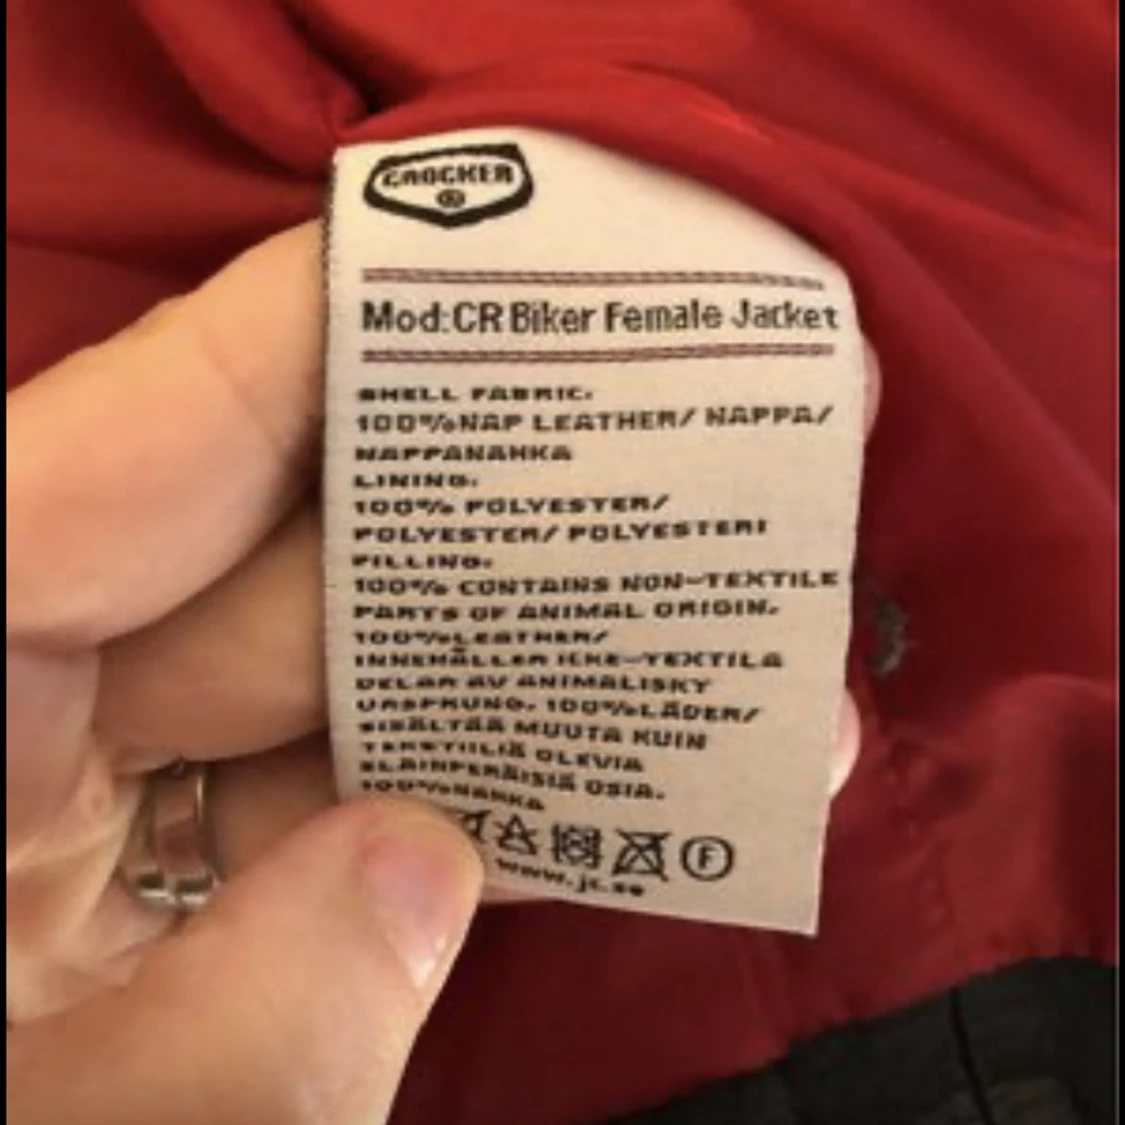 CROCKER
®
Mod:CR Biker Female Jacket
SHELL FABRIC:
100%NAP LEATHER/ NAPPA/
NAPPANAHKA
LINING:
100% POLYESTER/
POLYESTER/ POLYESTERI
FILLING:
100% CONTAINS NON-TEXTILE
PARTS OF ANIMAL ORIGIN.
100%LEATHER/
INNEHÅLLER ICKE-TEXTILA
DELAR AV ANIMALISKT
URSPRUNG. 100%LÄDER/
SISÄLTÄÄ MUUTA KUIN
TEKSTIILIÄ OLEVIA
ELÄINPERÄISIÄ OSIA.
100%NAHKA
F
www.jc.se